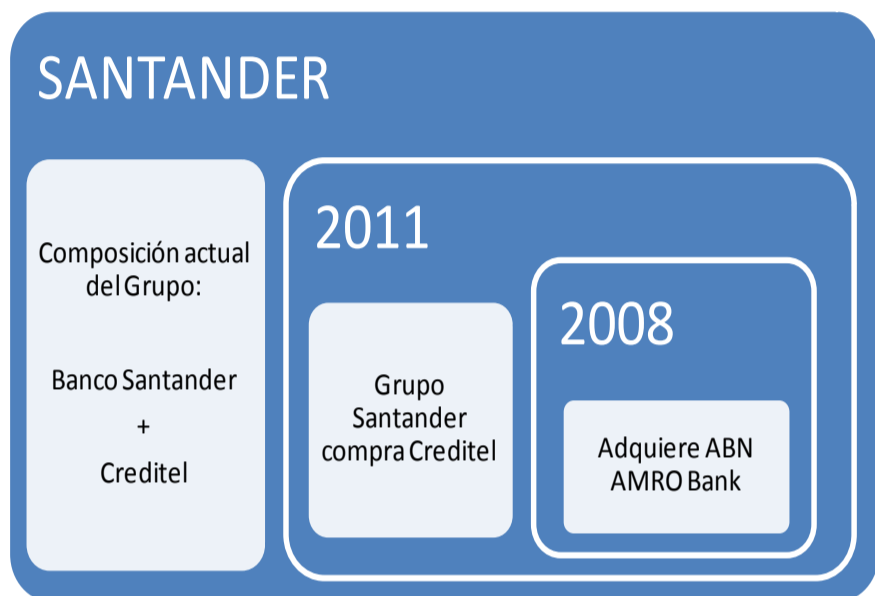 SANTANDER
Composición actual
del Grupo:
Banco Santander
+
Creditel
2011
Grupo
Santander
compra Creditel
2008
Adquiere ABN
AMRO Bank